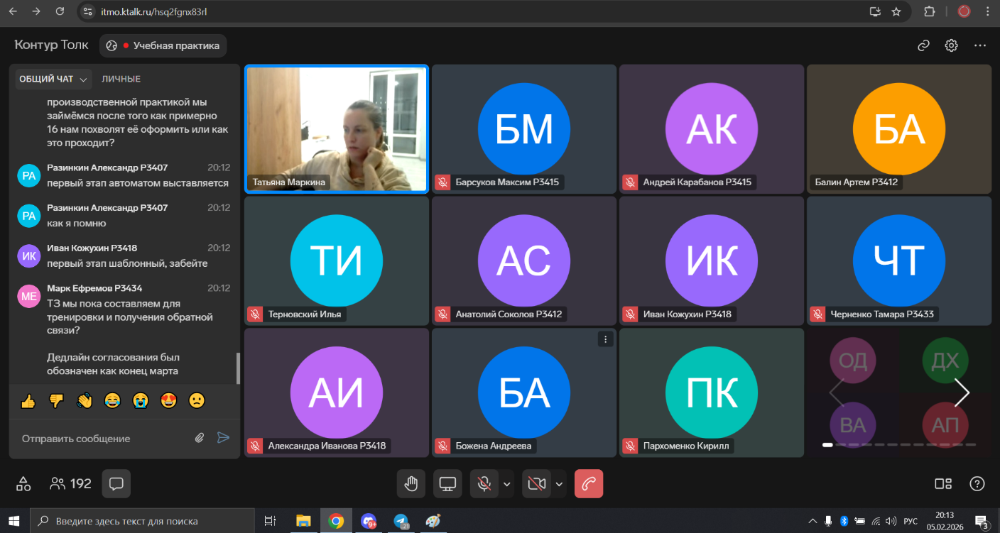 itmo.ktalk.ru/hsq2fgnx83rl
Контур Толк
Учебная практика
ОБЩИЙ ЧАТ
ЛИЧНЫЕ
производственной практикой мы
займёмся после того как примерно
16 нам похволят её оформить или как
это проходит?
РА
Разинкин Александр P3407
20:12
первый этап автоматом выставляется
РА
Разинкин Александр P3407
20:12
как я помню
ИК
Иван Кожухин P3418
20:12
первый этап шаблонный, забейте
МЕ
Марк Ефремов P3434
20:12
ТЗ мы пока составляем для
тренировки и получения обратной
связи?
Дедлайн согласования был
обозначен как конец марта
Отправить сообщение
Татьяна Маркина
БМ
Барсуков Максим P3415
АК
Андрей Карабанов P3415
БА
Балин Артем P3412
ТИ
Терновский Илья
АС
Анатолий Соколов P3412
ИК
Иван Кожухин P3418
ЧТ
Черненко Тамара P3433
АИ
Александра Иванова P3418
БА
Божена Андреева
ПК
Пархоменко Кирилл
ОД
ДХ
ВА
АП
192
Введите здесь текст для поиска
9+
21
РУС
20:13
05.02.2026
3